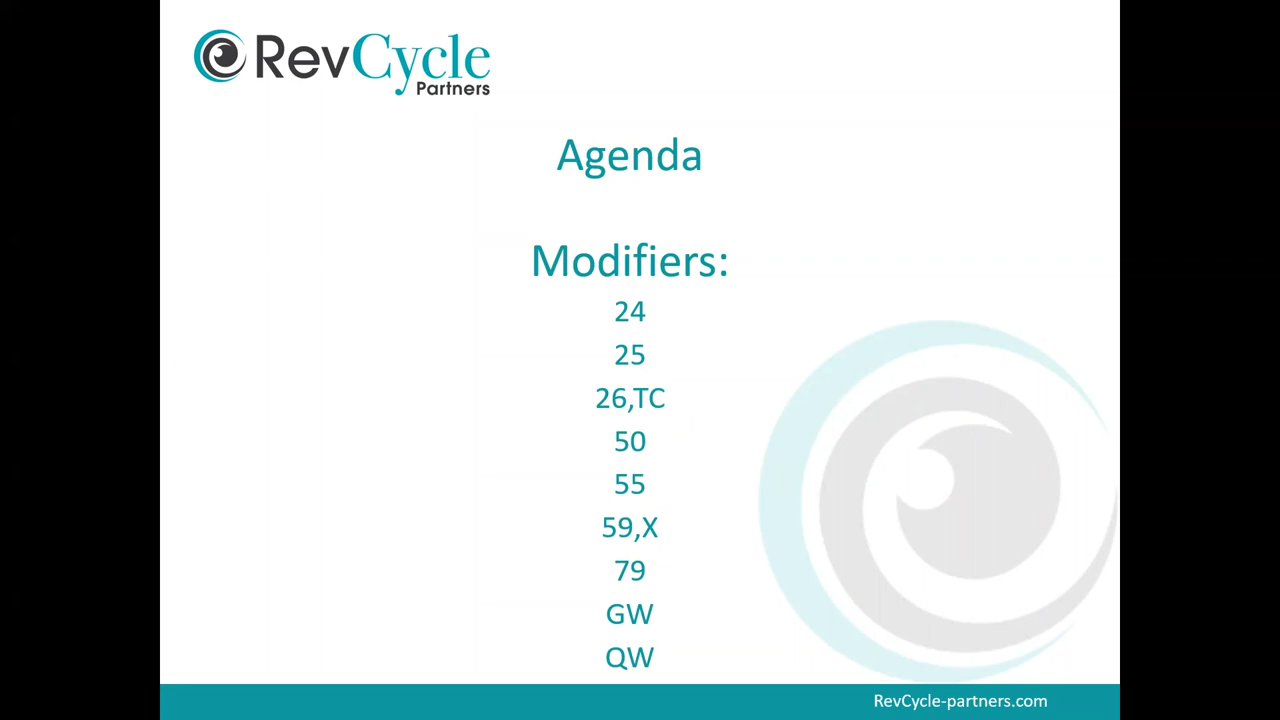 RevCycle
Partners
Agenda
Modifiers:
24
25
26,TC
50
55
59,X
79
GW
QW
RevCycle-partners.com